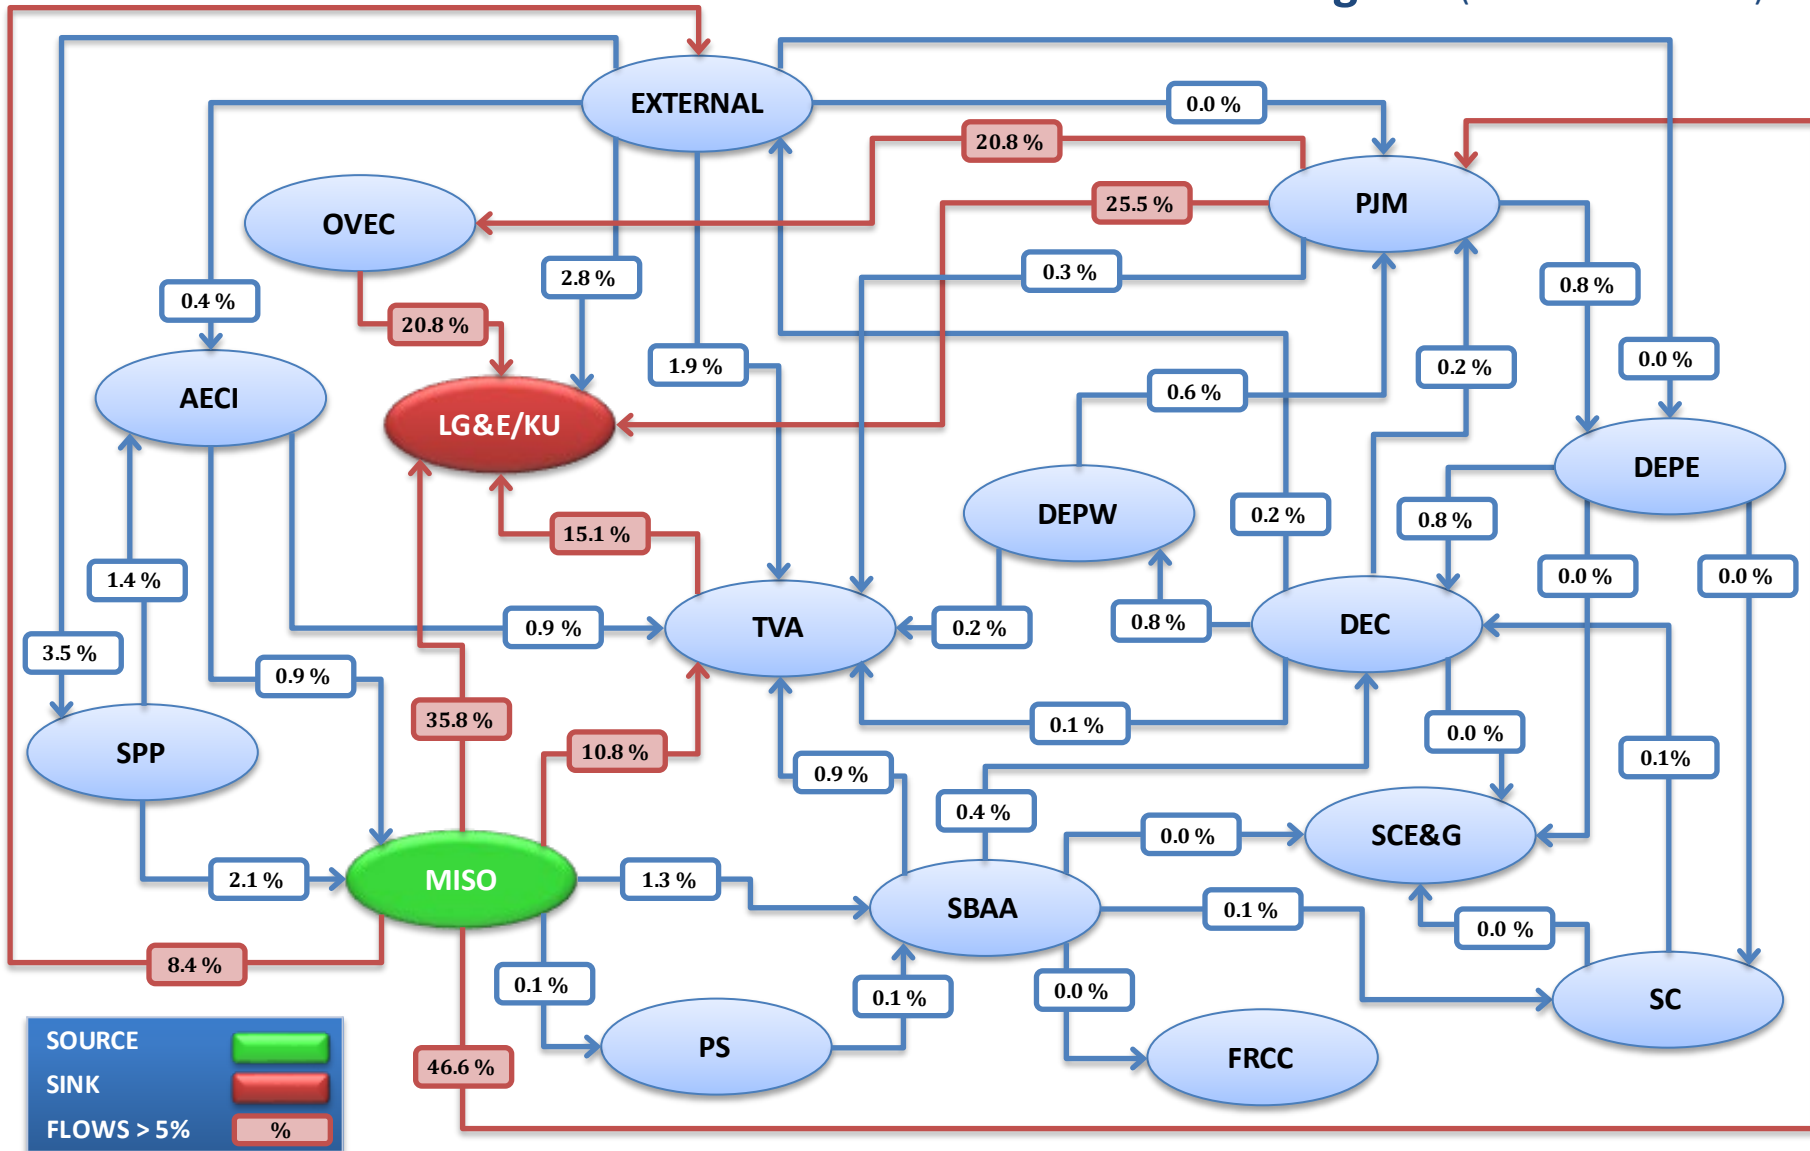 EXTERNAL
0.0 %
20.8 %
PJM
25.5 %
OVEC
0.3 %
2.8 %
0.8 %
0.4 %
20.8 %
1.9 %
0.2 %
0.0 %
0.6 %
AECI
LG&E/KU
DEPE
DEPW
0.2 %
0.8 %
15.1 %
1.4 %
0.0 %
0.0 %
0.9 %
TVA
0.2 %
0.8 %
DEC
3.5 %
0.9 %
35.8 %
0.1 %
0.0 %
SPP
10.8 %
0.9 %
0.1%
0.4 %
0.0 %
SCE&G
2.1 %
MISO
1.3 %
SBAA
0.1 %
0.0 %
8.4 %
0.1 %
0.1 %
0.0 %
SC
SOURCE
PS
FRCC
46.6 %
SINK
FLOWS > 5%
%